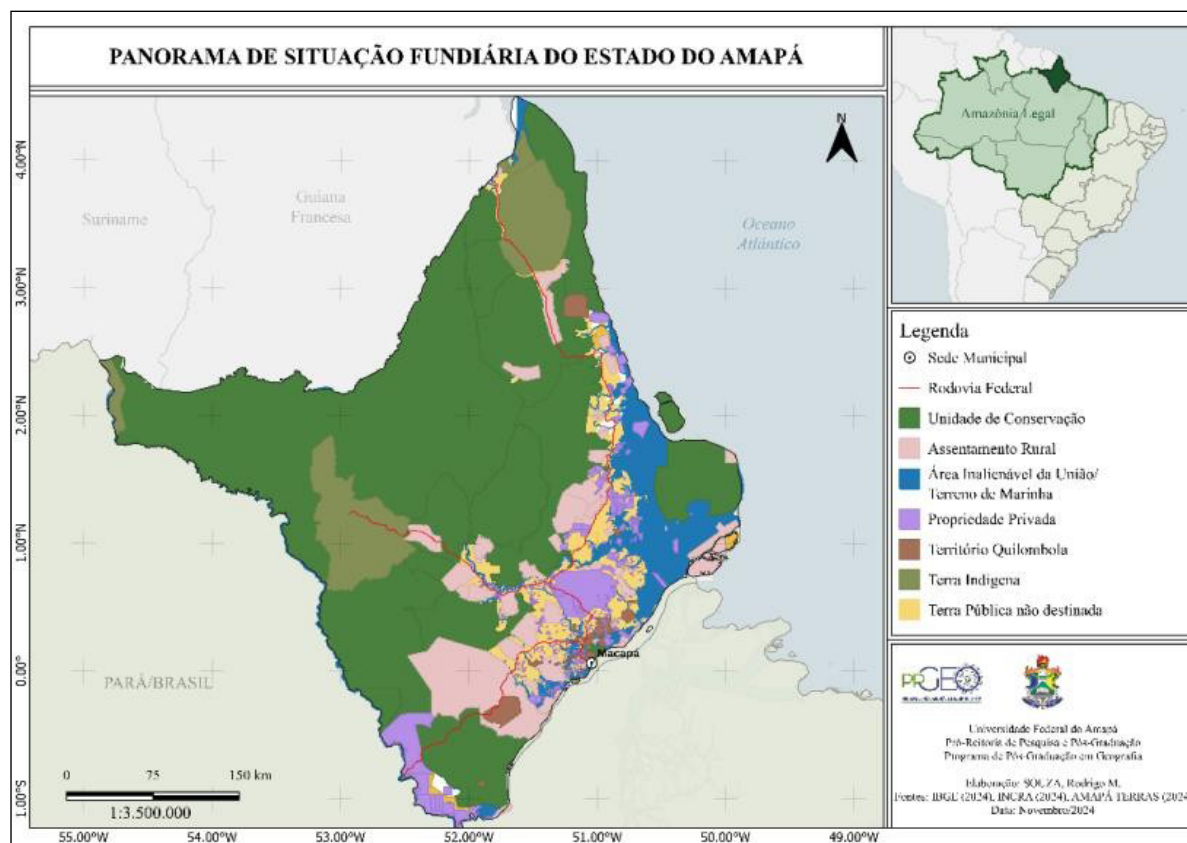 PANORAMA DE SITUAÇÃO FUNDIÁRIA DO ESTADO DO AMAPÁ
Amazônia Legal
N
4.00°N
3.00°N
2.00°N
1.00°N
0.00°
1.00°S
Suriname
Guiana
Francesa
Oceano
Atlântico
Macapá
PARÁ/BRASIL
0 75 150 km
1:3.500.000
55.00°W 54.00°W 53.00°W 52.00°W 51.00°W 50.00°W 49.00°W
Legenda
Sede Municipal
Rodovia Federal
Unidade de Conservação
Assentamento Rural
Área Inalienável da União/
Terreno de Marinha
Propriedade Privada
Território Quilombola
Terra Indígena
Terra Pública não destinada
PPGEO
Universidade Federal do Amapá
Pró-Reitoria de Pesquisa e Pós-Graduação
Programa de Pós-Graduação em Geografia
Elaboração: SOUZA, Rodrigo M.
Fontes: IBGE (2024), INCRA (2024), AMAPÁ TERRAS (2024
Data: Novembro/2024